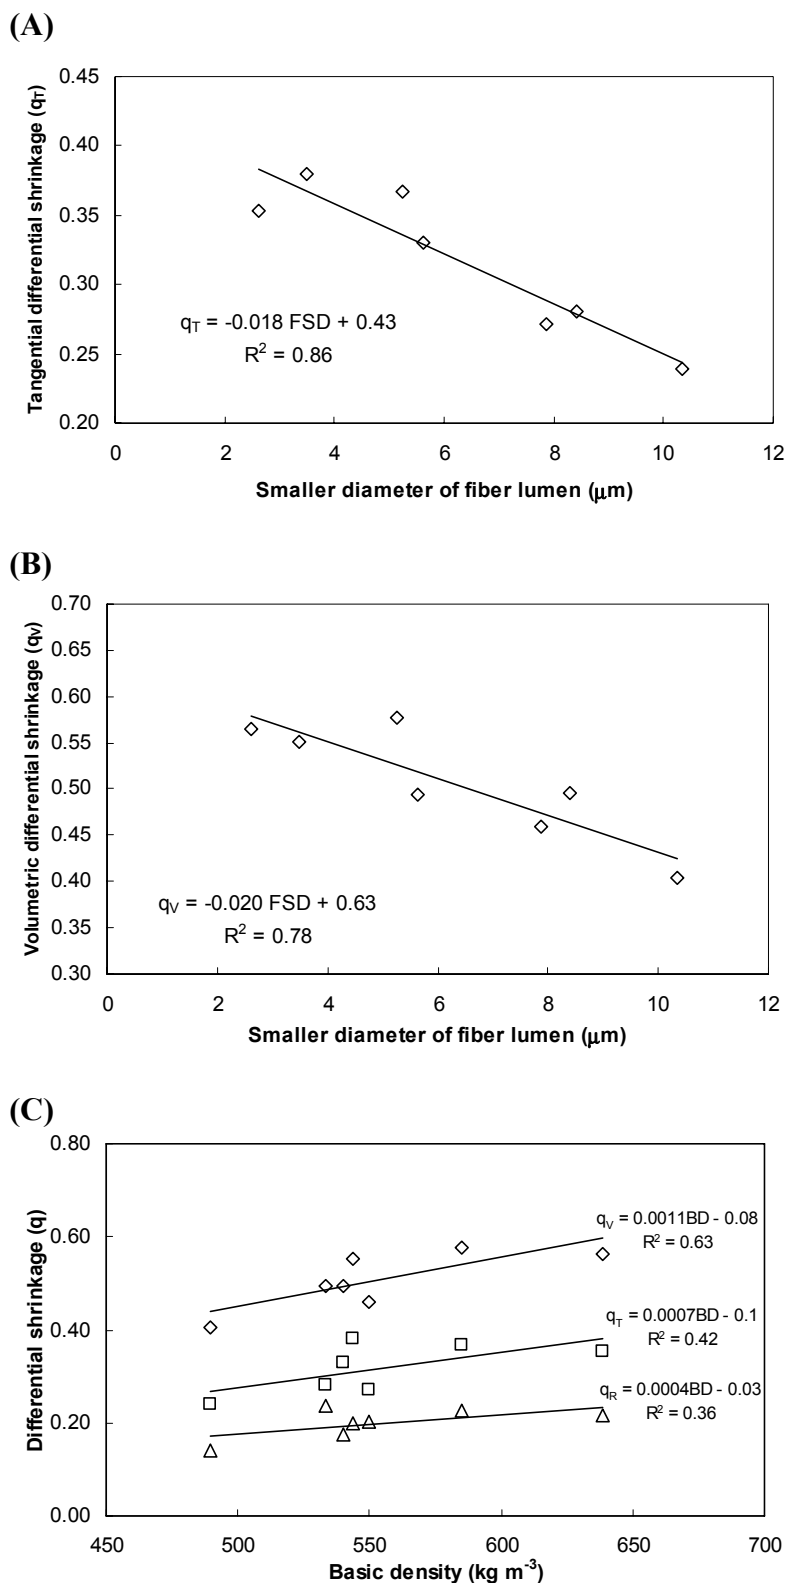 (A)
Tangential differential shrinkage (qT)
0.45
0.40
0.35
0.30
0.25
0.20
qT = -0.018 FSD + 0.43
R² = 0.86
0 2 4 6 8 10 12
Smaller diameter of fiber lumen (μm)
(B)
Volumetric differential shrinkage (qV)
0.70
0.65
0.60
0.55
0.50
0.45
0.40
0.35
0.30
qV = -0.020 FSD + 0.63
R² = 0.78
0 2 4 6 8 10 12
Smaller diameter of fiber lumen (μm)
(C)
Differential shrinkage (q)
0.80
0.60
0.40
0.20
0.00
qV = 0.0011BD - 0.08
R² = 0.63
qT = 0.0007BD - 0.1
R² = 0.42
qR = 0.0004BD - 0.03
R² = 0.36
450 500 550 600 650 700
Basic density (kg m⁻³)